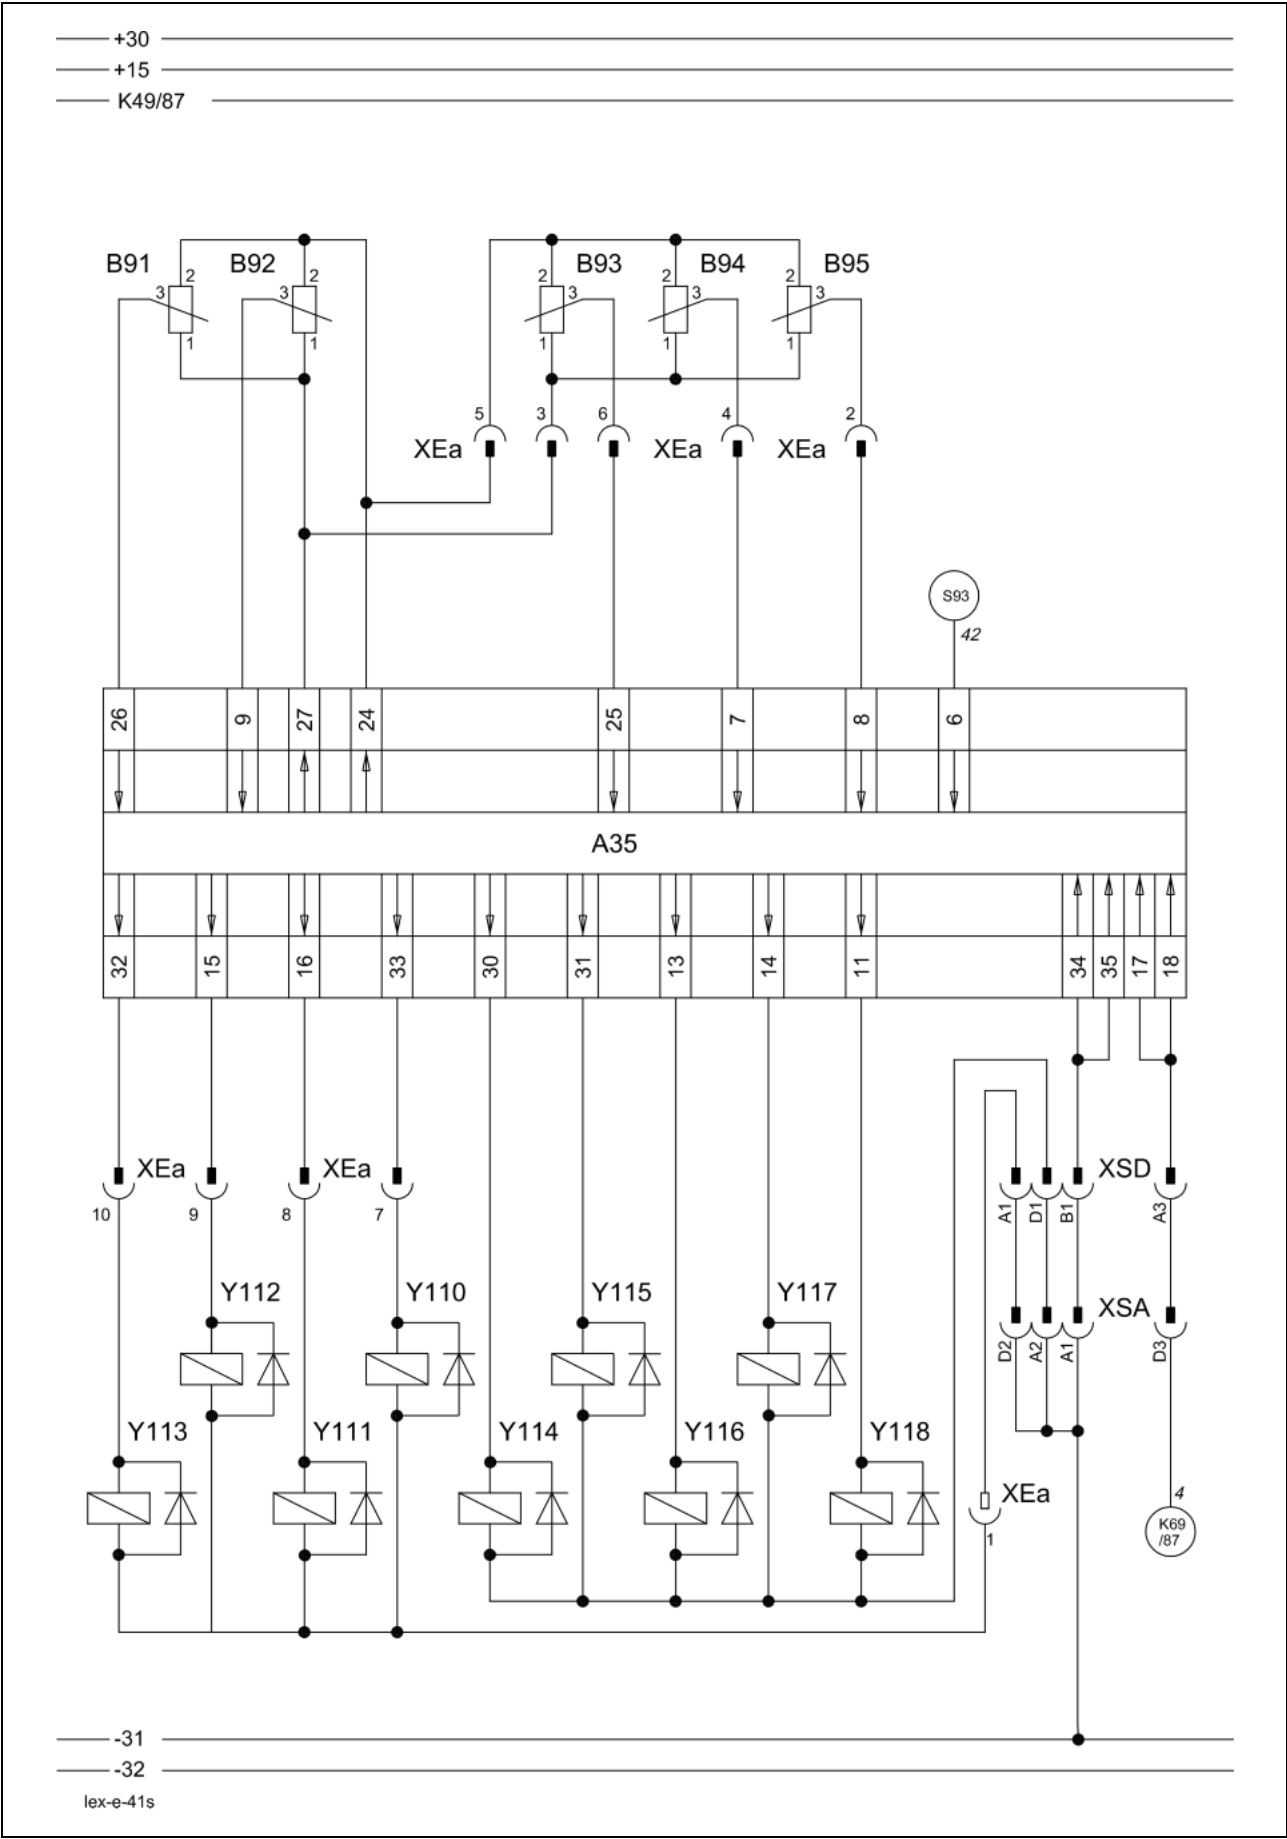 +30
+15
K49/87
B91 B92 B93 B94 B95
2 2 2 2 2
3 3 3 3 3
1 1 1 1 1
5 3 6 4 2
XEa XEa XEa
S93
42
26 9 27 24 25 7 8 6
A35
32 15 16 33 30 31 13 14 11 34 35 17 18
XEa XEa XSD
10 9 8 7 A1 D1 B1 A3
Y112 Y110 Y115 Y117 XSA
D2 A2 A1 D3
Y113 Y111 Y114 Y116 Y118
XEa 4
1 K69
/87
-31
-32
lex-e-41s